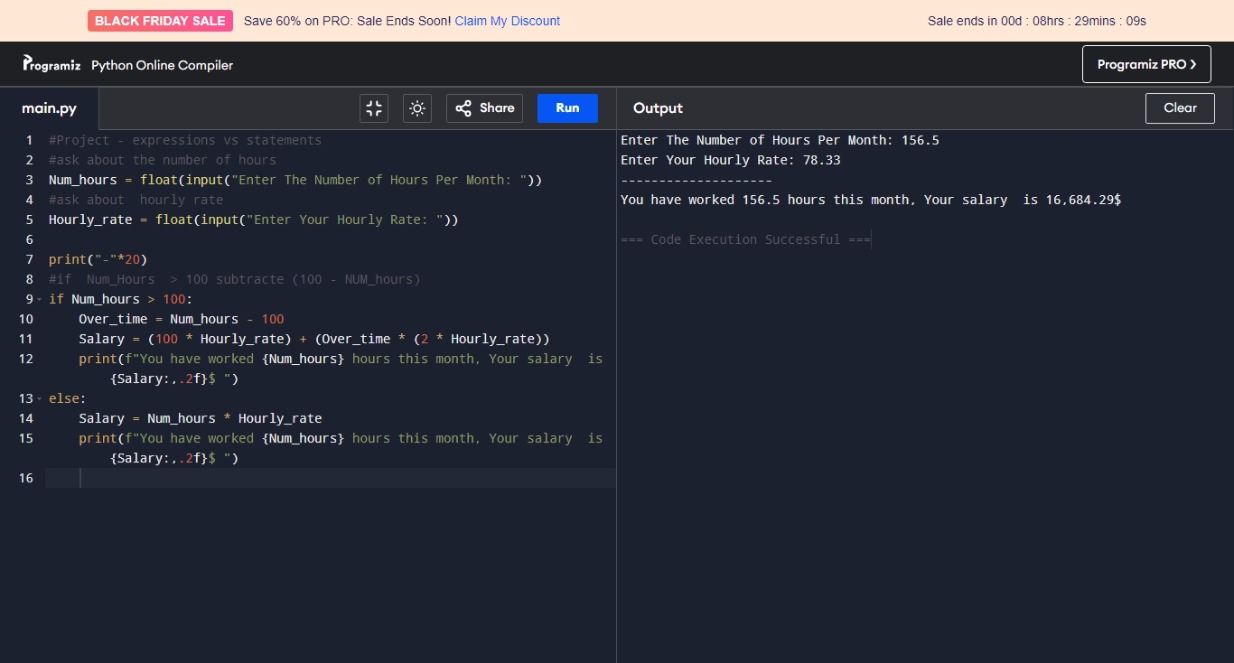 BLACK FRIDAY SALE Save 60% on PRO: Sale Ends Soon! Claim My Discount Sale ends in 00d : 08hrs : 29mins : 09s
Programiz Python Online Compiler Programiz PRO >
main.py Share Run Output Clear
1 #Project - expressions vs statements
2 #ask about the number of hours
3 Num_hours = float(input("Enter The Number of Hours Per Month: "))
4 #ask about  hourly rate
5 Hourly_rate = float(input("Enter Your Hourly Rate: "))
6
7 print("-"*20)
8 #if  Num_Hours  > 100 subtracte (100 - NUM_hours)
9 if Num_hours > 100:
10     Over_time = Num_hours - 100
11     Salary = (100 * Hourly_rate) + (Over_time * (2 * Hourly_rate))
12     print(f"You have worked {Num_hours} hours this month, Your salary  is
{Salary:,.2f}$ ")
13 else:
14     Salary = Num_hours * Hourly_rate
15     print(f"You have worked {Num_hours} hours this month, Your salary  is
{Salary:,.2f}$ ")
16
Enter The Number of Hours Per Month: 156.5
Enter Your Hourly Rate: 78.33
--------------------
You have worked 156.5 hours this month, Your salary  is 16,684.29$
=== Code Execution Successful ===